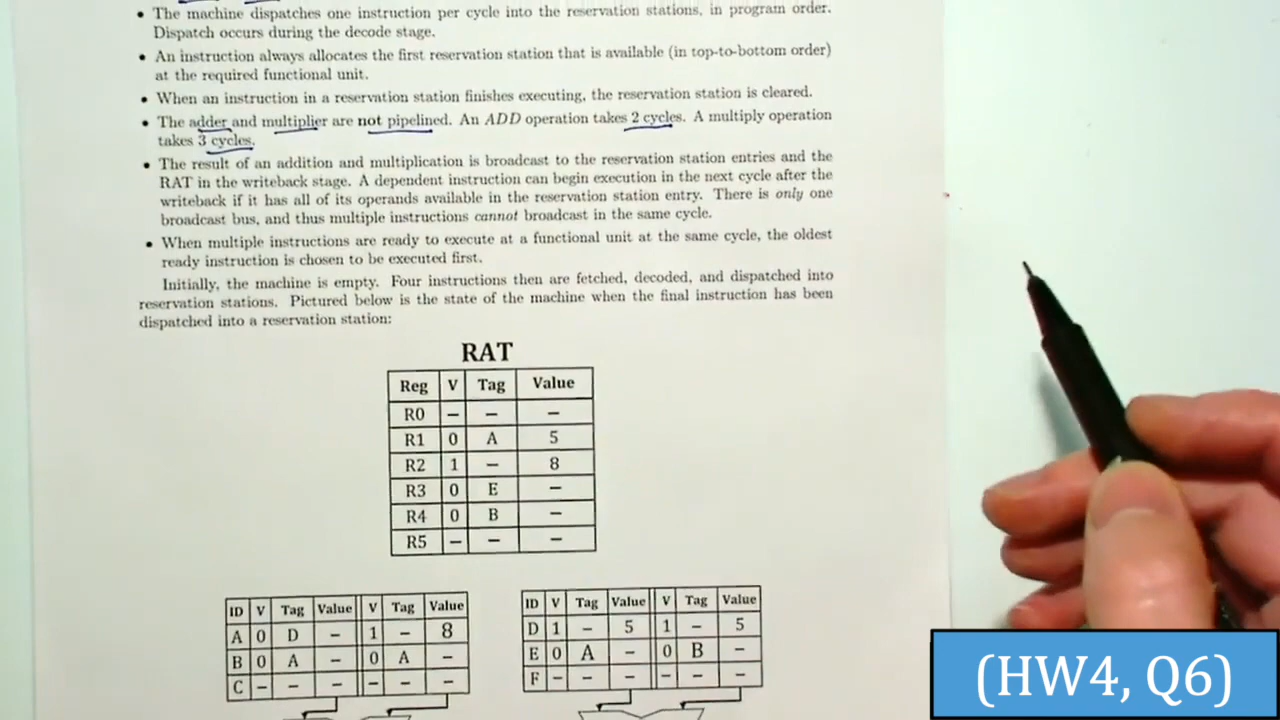 • The machine dispatches one instruction per cycle into the reservation stations, in program order.
Dispatch occurs during the decode stage.
• An instruction always allocates the first reservation station that is available (in top-to-bottom order)
at the required functional unit.
• When an instruction in a reservation station finishes executing, the reservation station is cleared.
• The adder and multiplier are not pipelined. An ADD operation takes 2 cycles. A multiply operation
takes 3 cycles.
• The result of an addition and multiplication is broadcast to the reservation station entries and the
RAT in the writeback stage. A dependent instruction can begin execution in the next cycle after the
writeback if it has all of its operands available in the reservation station entry. There is only one
broadcast bus, and thus multiple instructions cannot broadcast in the same cycle.
• When multiple instructions are ready to execute at a functional unit at the same cycle, the oldest
ready instruction is chosen to be executed first.
Initially, the machine is empty. Four instructions then are fetched, decoded, and dispatched into
reservation stations. Pictured below is the state of the machine when the final instruction has been
dispatched into a reservation station:
RAT
Reg V Tag Value
R0 – – –
R1 0 A 5
R2 1 – 8
R3 0 E –
R4 0 B –
R5 – – –
ID V Tag Value V Tag Value
A 0 D – 1 – 8
B 0 A – 0 A –
C – – – – – –
ID V Tag Value V Tag Value
D 1 – 5 1 – 5
E 0 A – 0 B –
F – – – – – –
(HW4, Q6)